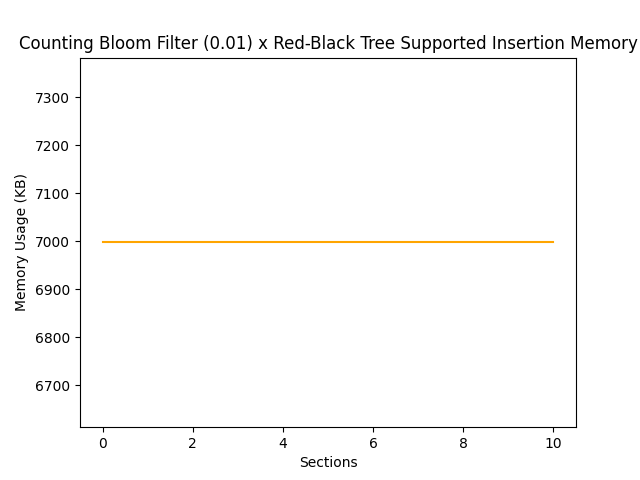 Counting Bloom Filter (0.01) x Red-Black Tree Supported Insertion Memory
7300
7200
7100
7000
6900
6800
6700
Memory Usage (KB)
0 2 4 6 8 10
Sections